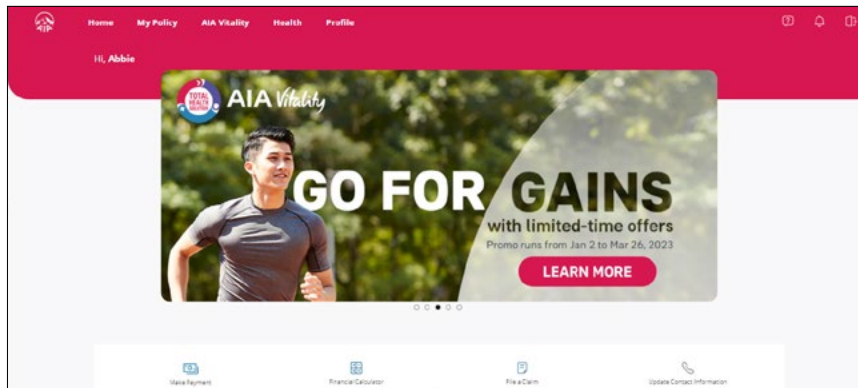 AIA
Home My Policy AIA Vitality Health Profile
Hi, Abbie
TOTAL HEALTH SOLUTION
AIA Vitality
GO FOR GAINS
with limited-time offers
Promo runs from Jan 2 to Mar 26, 2023
LEARN MORE
Make Payment Financial Calculator File a Claim Update Contact Information